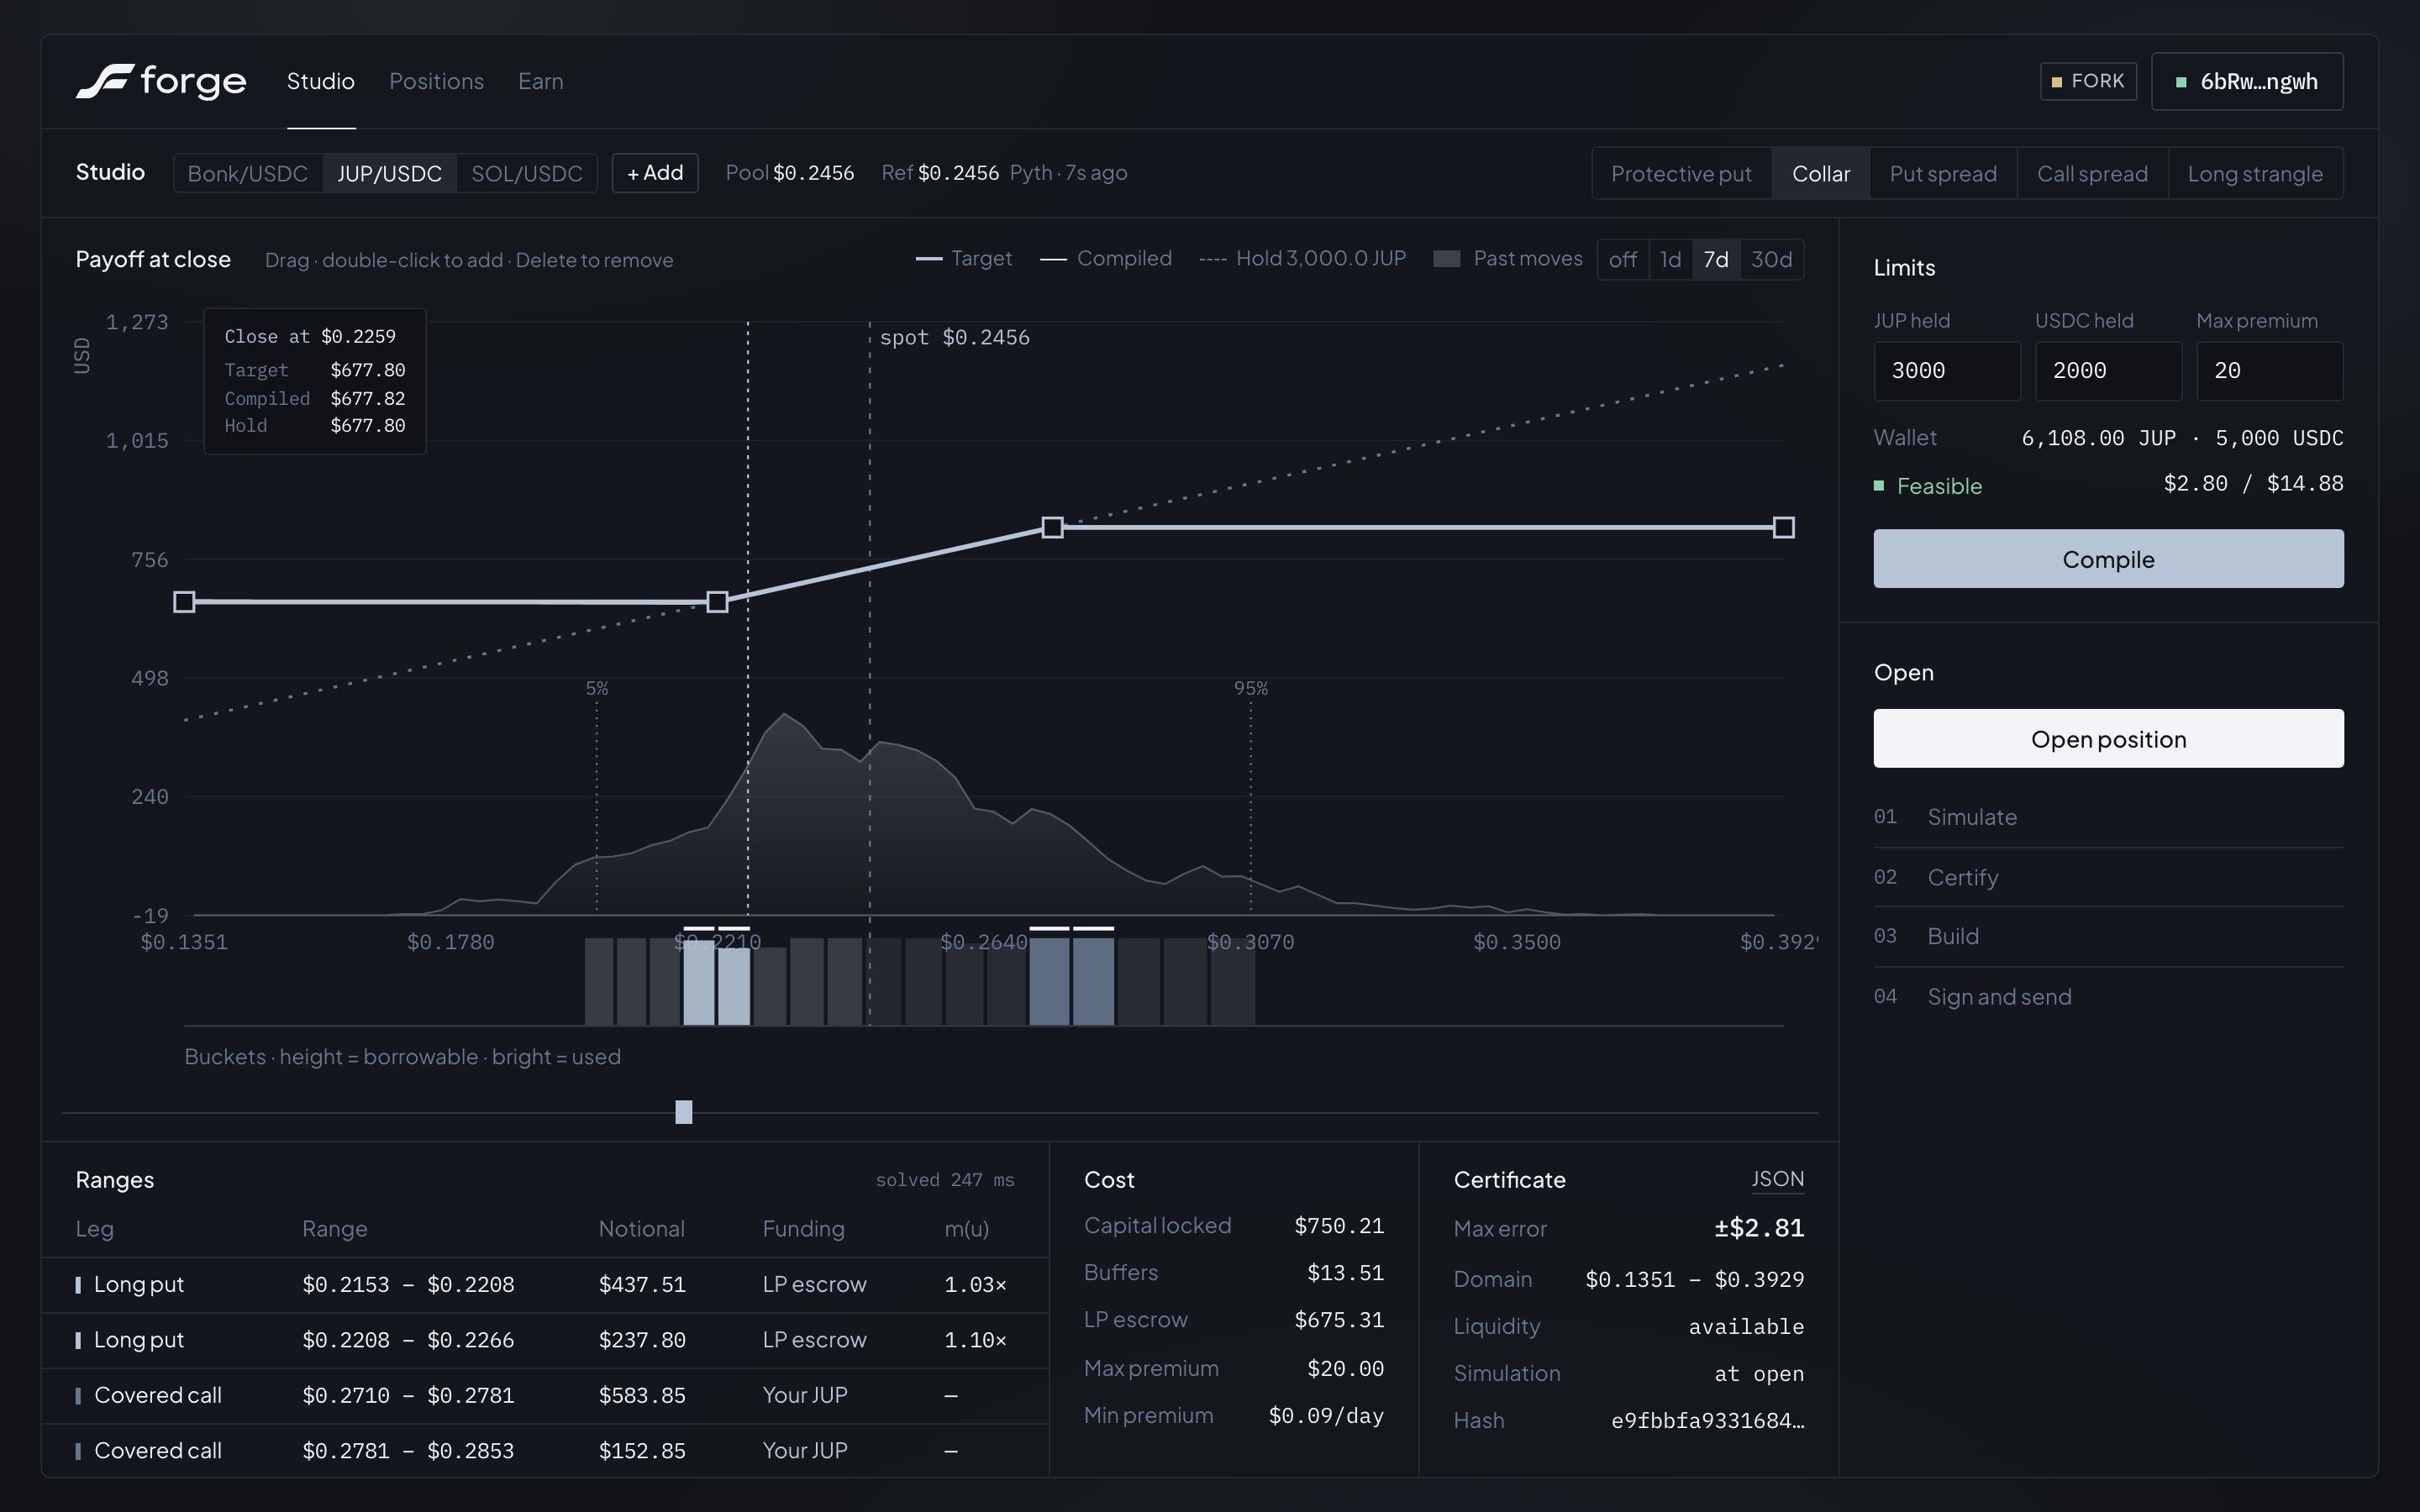 forge Studio Positions Earn FORK 6bRw…ngwh
Studio Bonk/USDC JUP/USDC SOL/USDC + Add Pool $0.2456 Ref $0.2456 Pyth · 7s ago Protective put Collar Put spread Call spread Long strangle
Payoff at close Drag · double-click to add · Delete to remove Target Compiled Hold 3,000.0 JUP Past moves off 1d 7d 30d
USD
1,273
1,015
756
498
240
-19
Close at $0.2259
Target $677.80
Compiled $677.82
Hold $677.80
spot $0.2456
5% 95%
$0.1351 $0.1780 $0.2210 $0.2640 $0.3070 $0.3500 $0.392
Buckets · height = borrowable · bright = used
Limits
JUP held USDC held Max premium
3000 2000 20
Wallet 6,108.00 JUP · 5,000 USDC
Feasible $2.80 / $14.88
Compile
Open
Open position
01 Simulate
02 Certify
03 Build
04 Sign and send
Ranges solved 247 ms
Leg Range Notional Funding m(u)
Long put $0.2153 – $0.2208 $437.51 LP escrow 1.03×
Long put $0.2208 – $0.2266 $237.80 LP escrow 1.10×
Covered call $0.2710 – $0.2781 $583.85 Your JUP —
Covered call $0.2781 – $0.2853 $152.85 Your JUP —
Cost
Capital locked $750.21
Buffers $13.51
LP escrow $675.31
Max premium $20.00
Min premium $0.09/day
Certificate JSON
Max error ±$2.81
Domain $0.1351 – $0.3929
Liquidity available
Simulation at open
Hash e9fbbfa9331684…